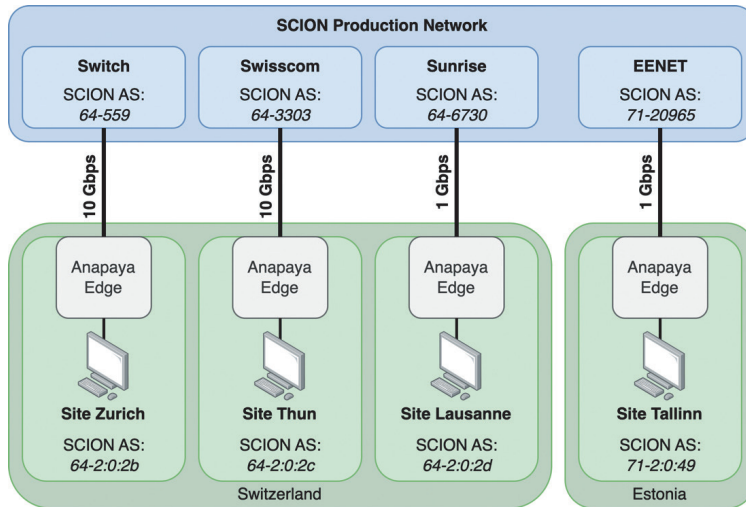 SCION Production Network
Switch
SCION AS:
64-559
Swisscom
SCION AS:
64-3303
Sunrise
SCION AS:
64-6730
EENET
SCION AS:
71-20965
10 Gbps
10 Gbps
1 Gbps
1 Gbps
Anapaya
Edge
Anapaya
Edge
Anapaya
Edge
Anapaya
Edge
Site Zurich
SCION AS:
64-2:0:2b
Site Thun
SCION AS:
64-2:0:2c
Site Lausanne
SCION AS:
64-2:0:2d
Site Tallinn
SCION AS:
71-2:0:49
Switzerland
Estonia